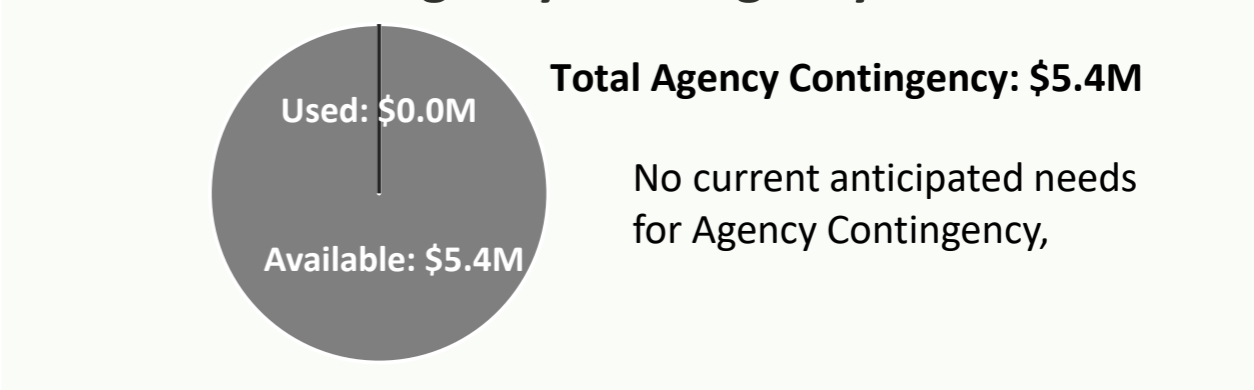 Total Agency Contingency: $5.4M
Used: $0.0M
No current anticipated needs
for Agency Contingency,
Available: $5.4M